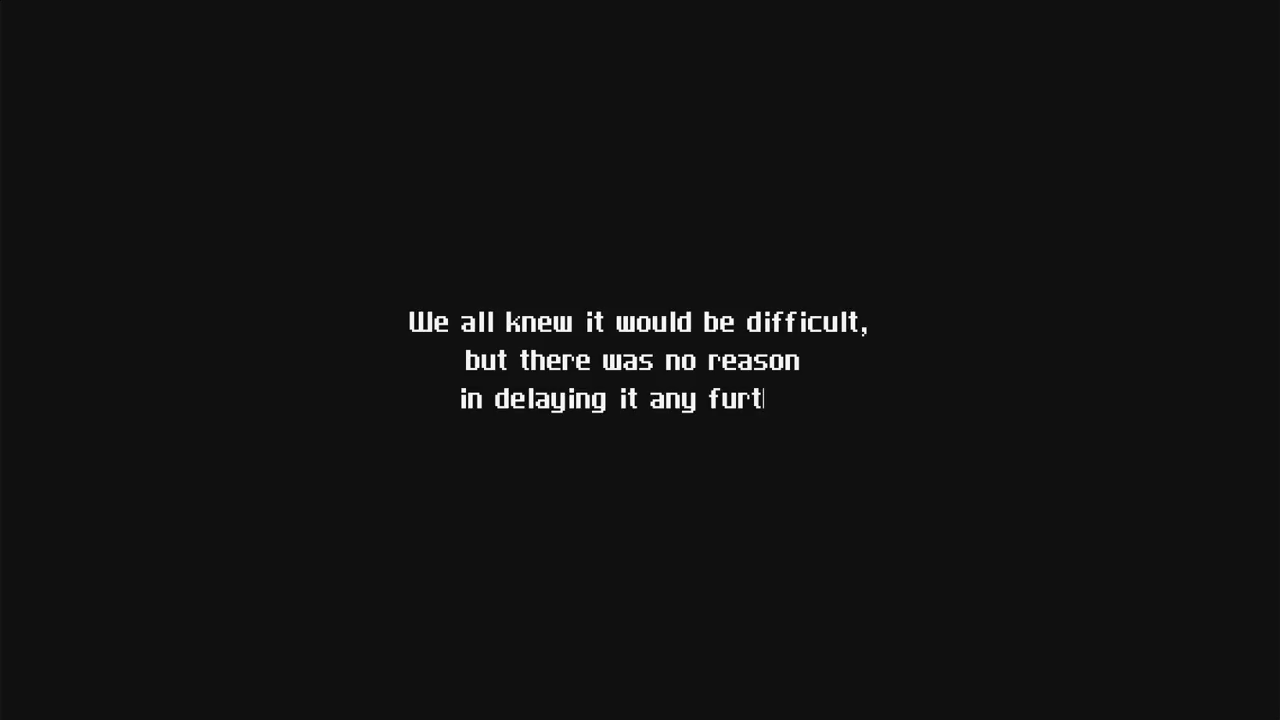 We all knew it would be difficult,
but there was no reason
in delaying it any furt